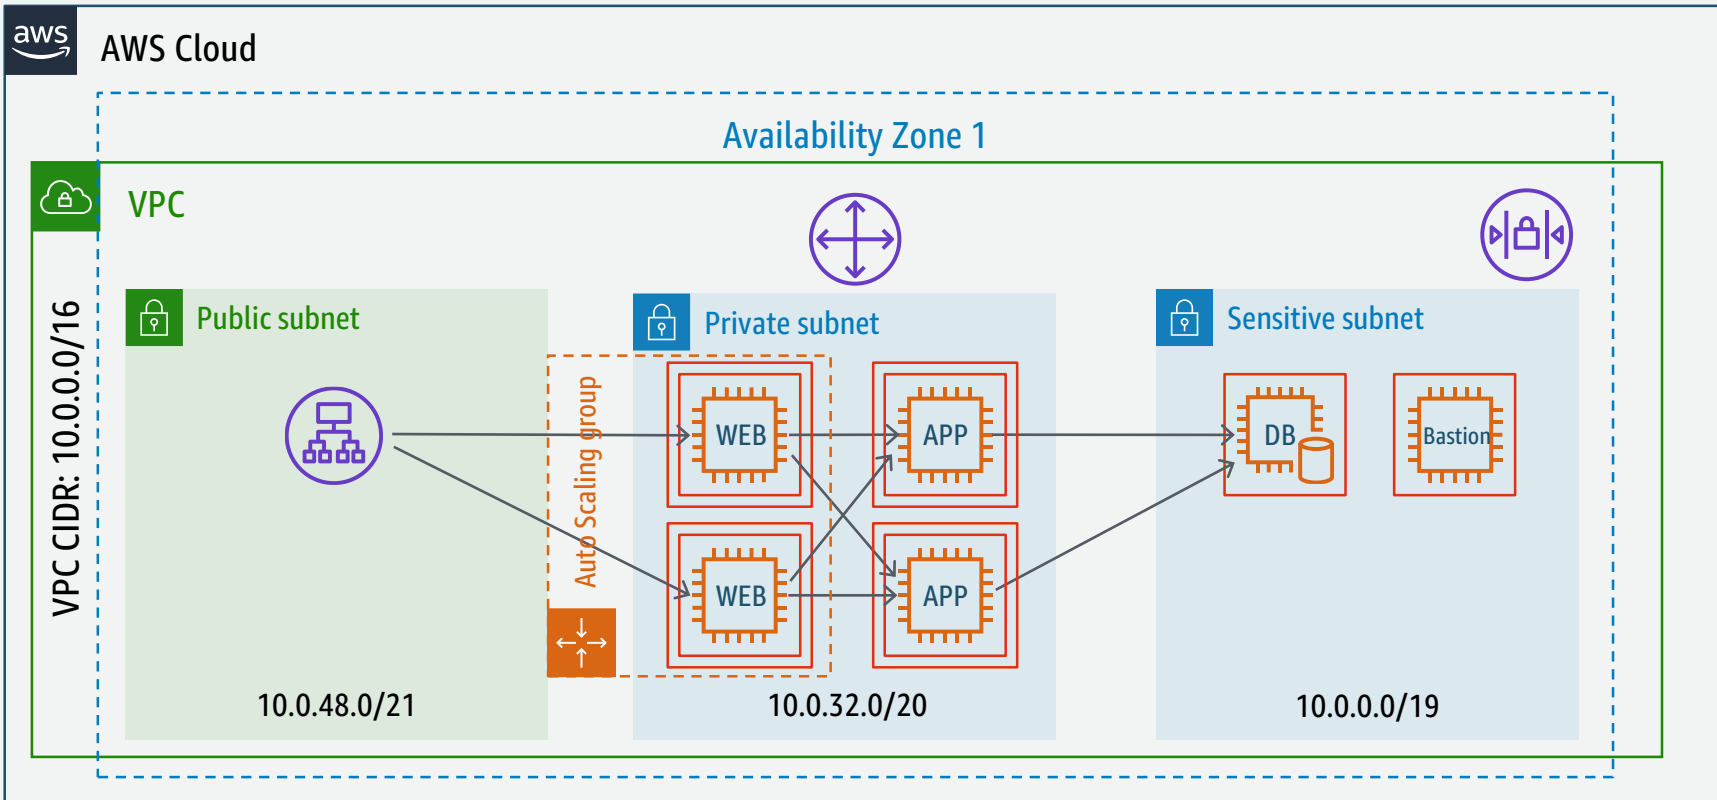 aws
AWS Cloud
Availability Zone 1
VPC
VPC CIDR: 10.0.0.0/16
Public subnet
Private subnet
Sensitive subnet
Auto Scaling group
WEB
APP
DB
Bastion
WEB
APP
10.0.48.0/21
10.0.32.0/20
10.0.0.0/19